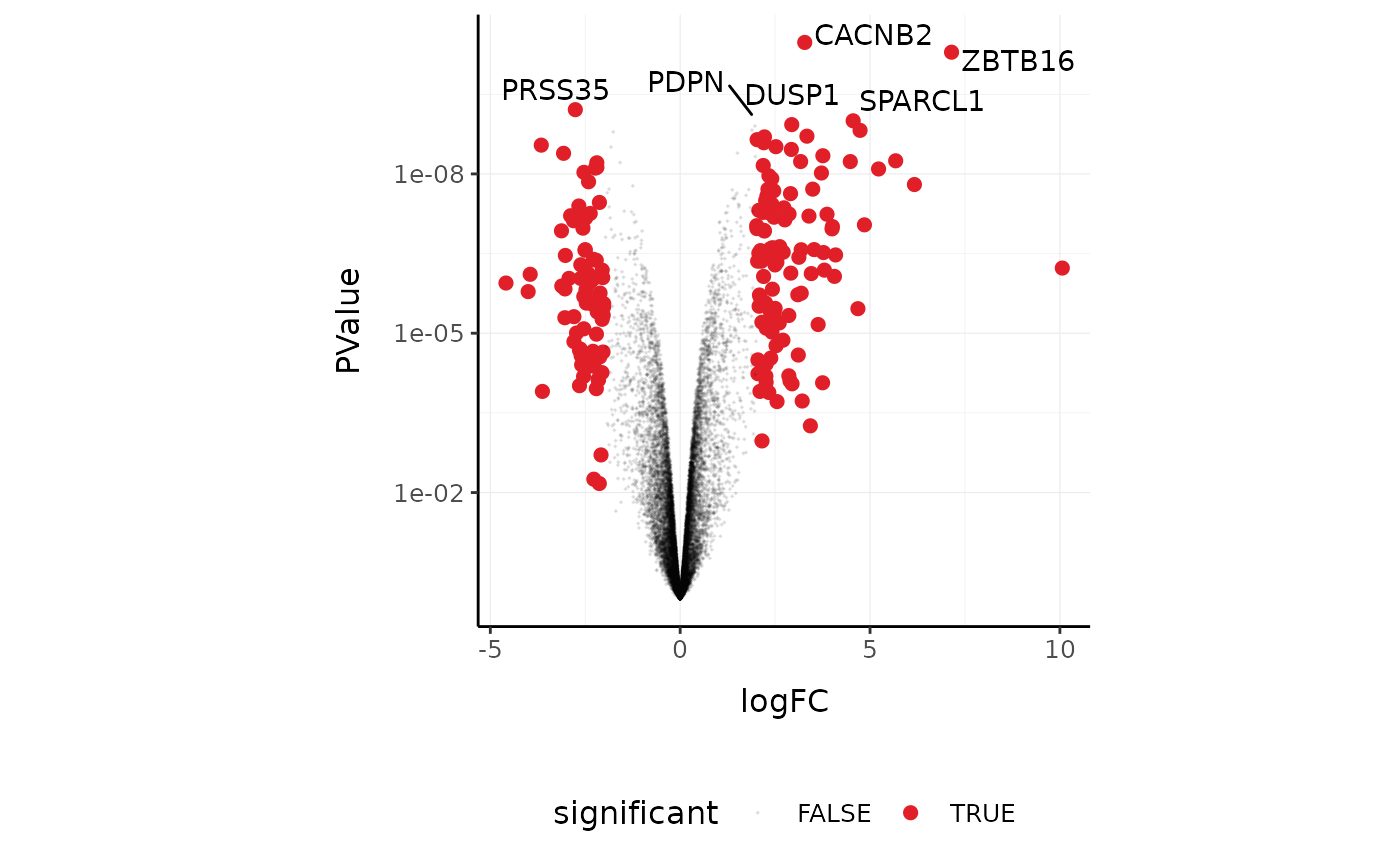 CACNB2
ZBTB16
PRSS35
PDPN
DUSP1
SPARCL1
1e-08
1e-05
1e-02
PValue
-5 0 5 10
logFC
significant FALSE TRUE